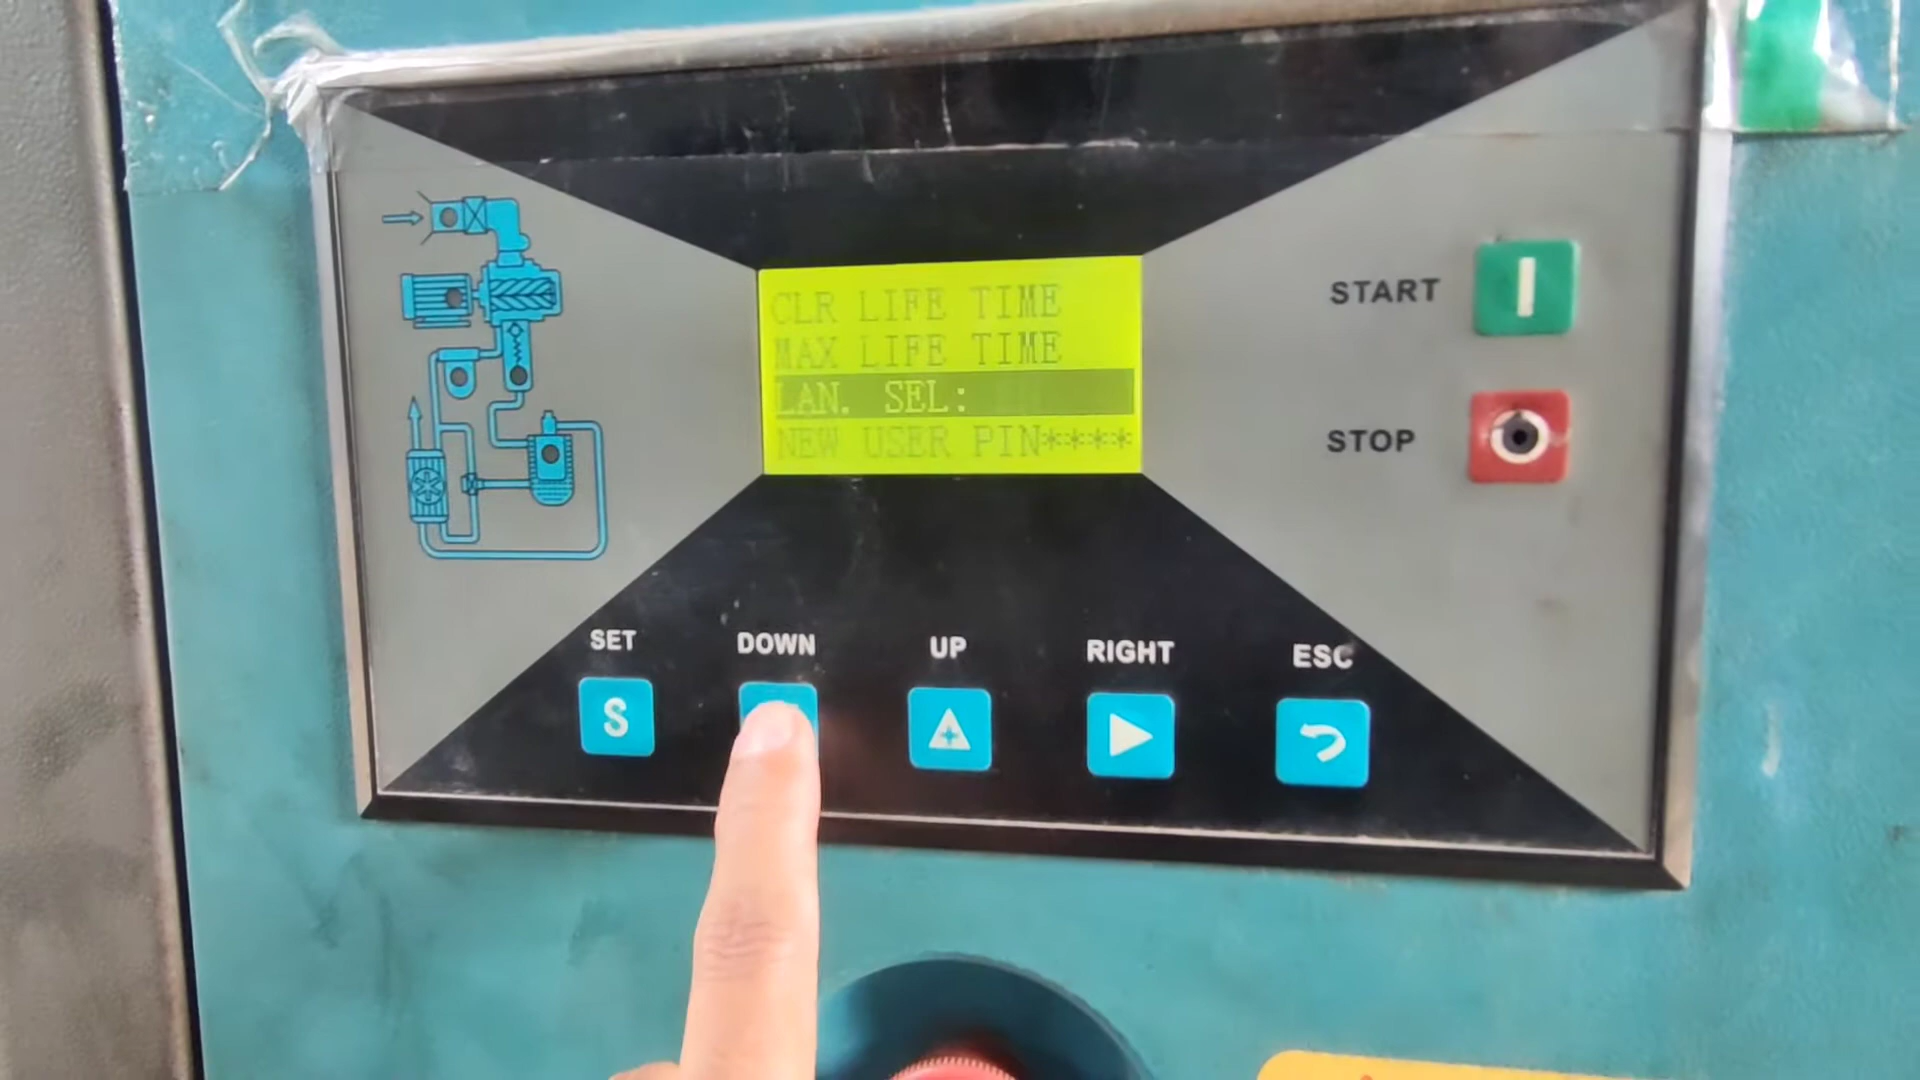 CLR LIFE TIME
MAX LIFE TIME
LAN. SEL:
NEW USER PIN****
START
STOP
SET
DOWN
UP
RIGHT
ESC
S